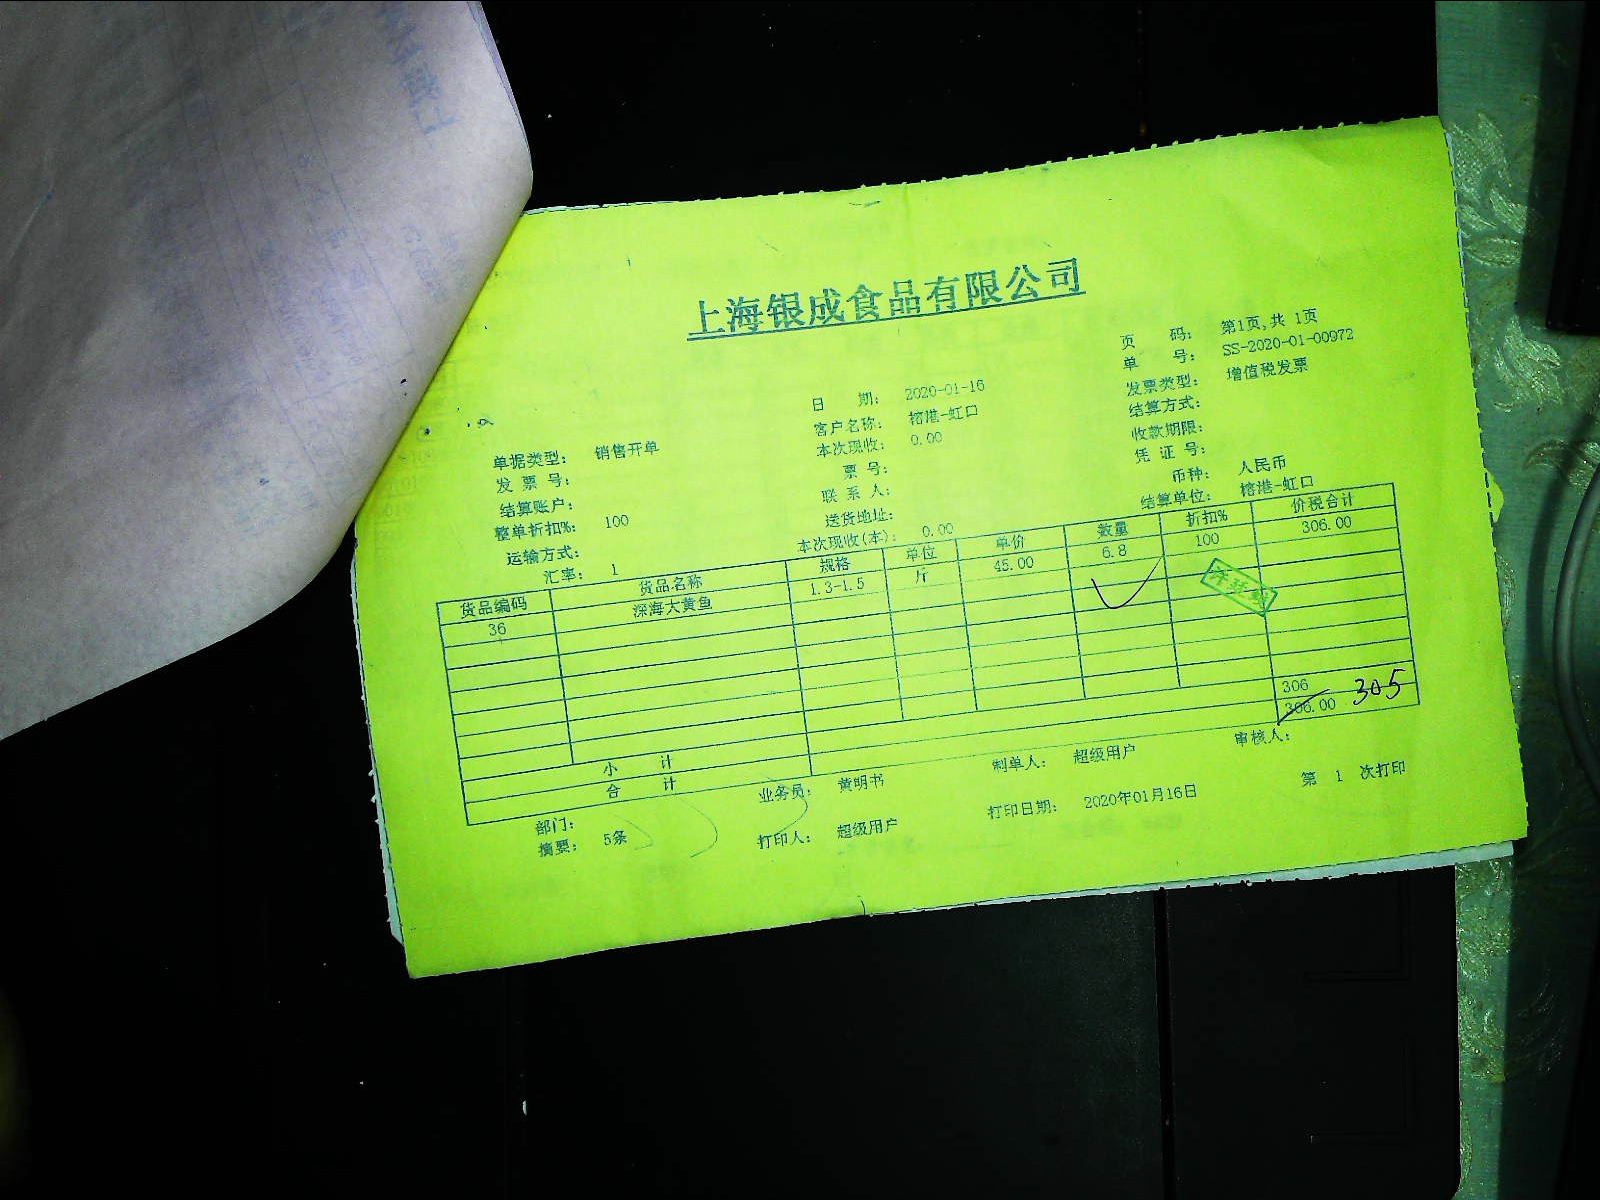 上海银成食品有限公司
页 码： 第1页,共 1页
单 号： SS-2020-01-00972
单据类型： 销售开单 日 期： 2020-01-16 发票类型： 增值税发票
发 票 号： 客户名称： 榕港-虹口 结算方式：
结算账户： 本次现收： 0.00 收款期限：
整单折扣%： 100 票 号： 凭 证 号：
运输方式： 联 系 人： 币种： 人民币
汇率： 1 送货地址： 结算单位： 榕港-虹口
本次现收(本)： 0.00
货品编码 货品名称 规格 单位 单价 数量 折扣% 价税合计
36 深海大黄鱼 1.3-1.5 斤 45.00 6.8 100 306.00
小 计 306
合 计 306.00 305
部门： 业务员： 黄明书 制单人： 超级用户 审核人：
摘要： 5条 打印人： 超级用户 打印日期： 2020年01月16日 第 1 次打印